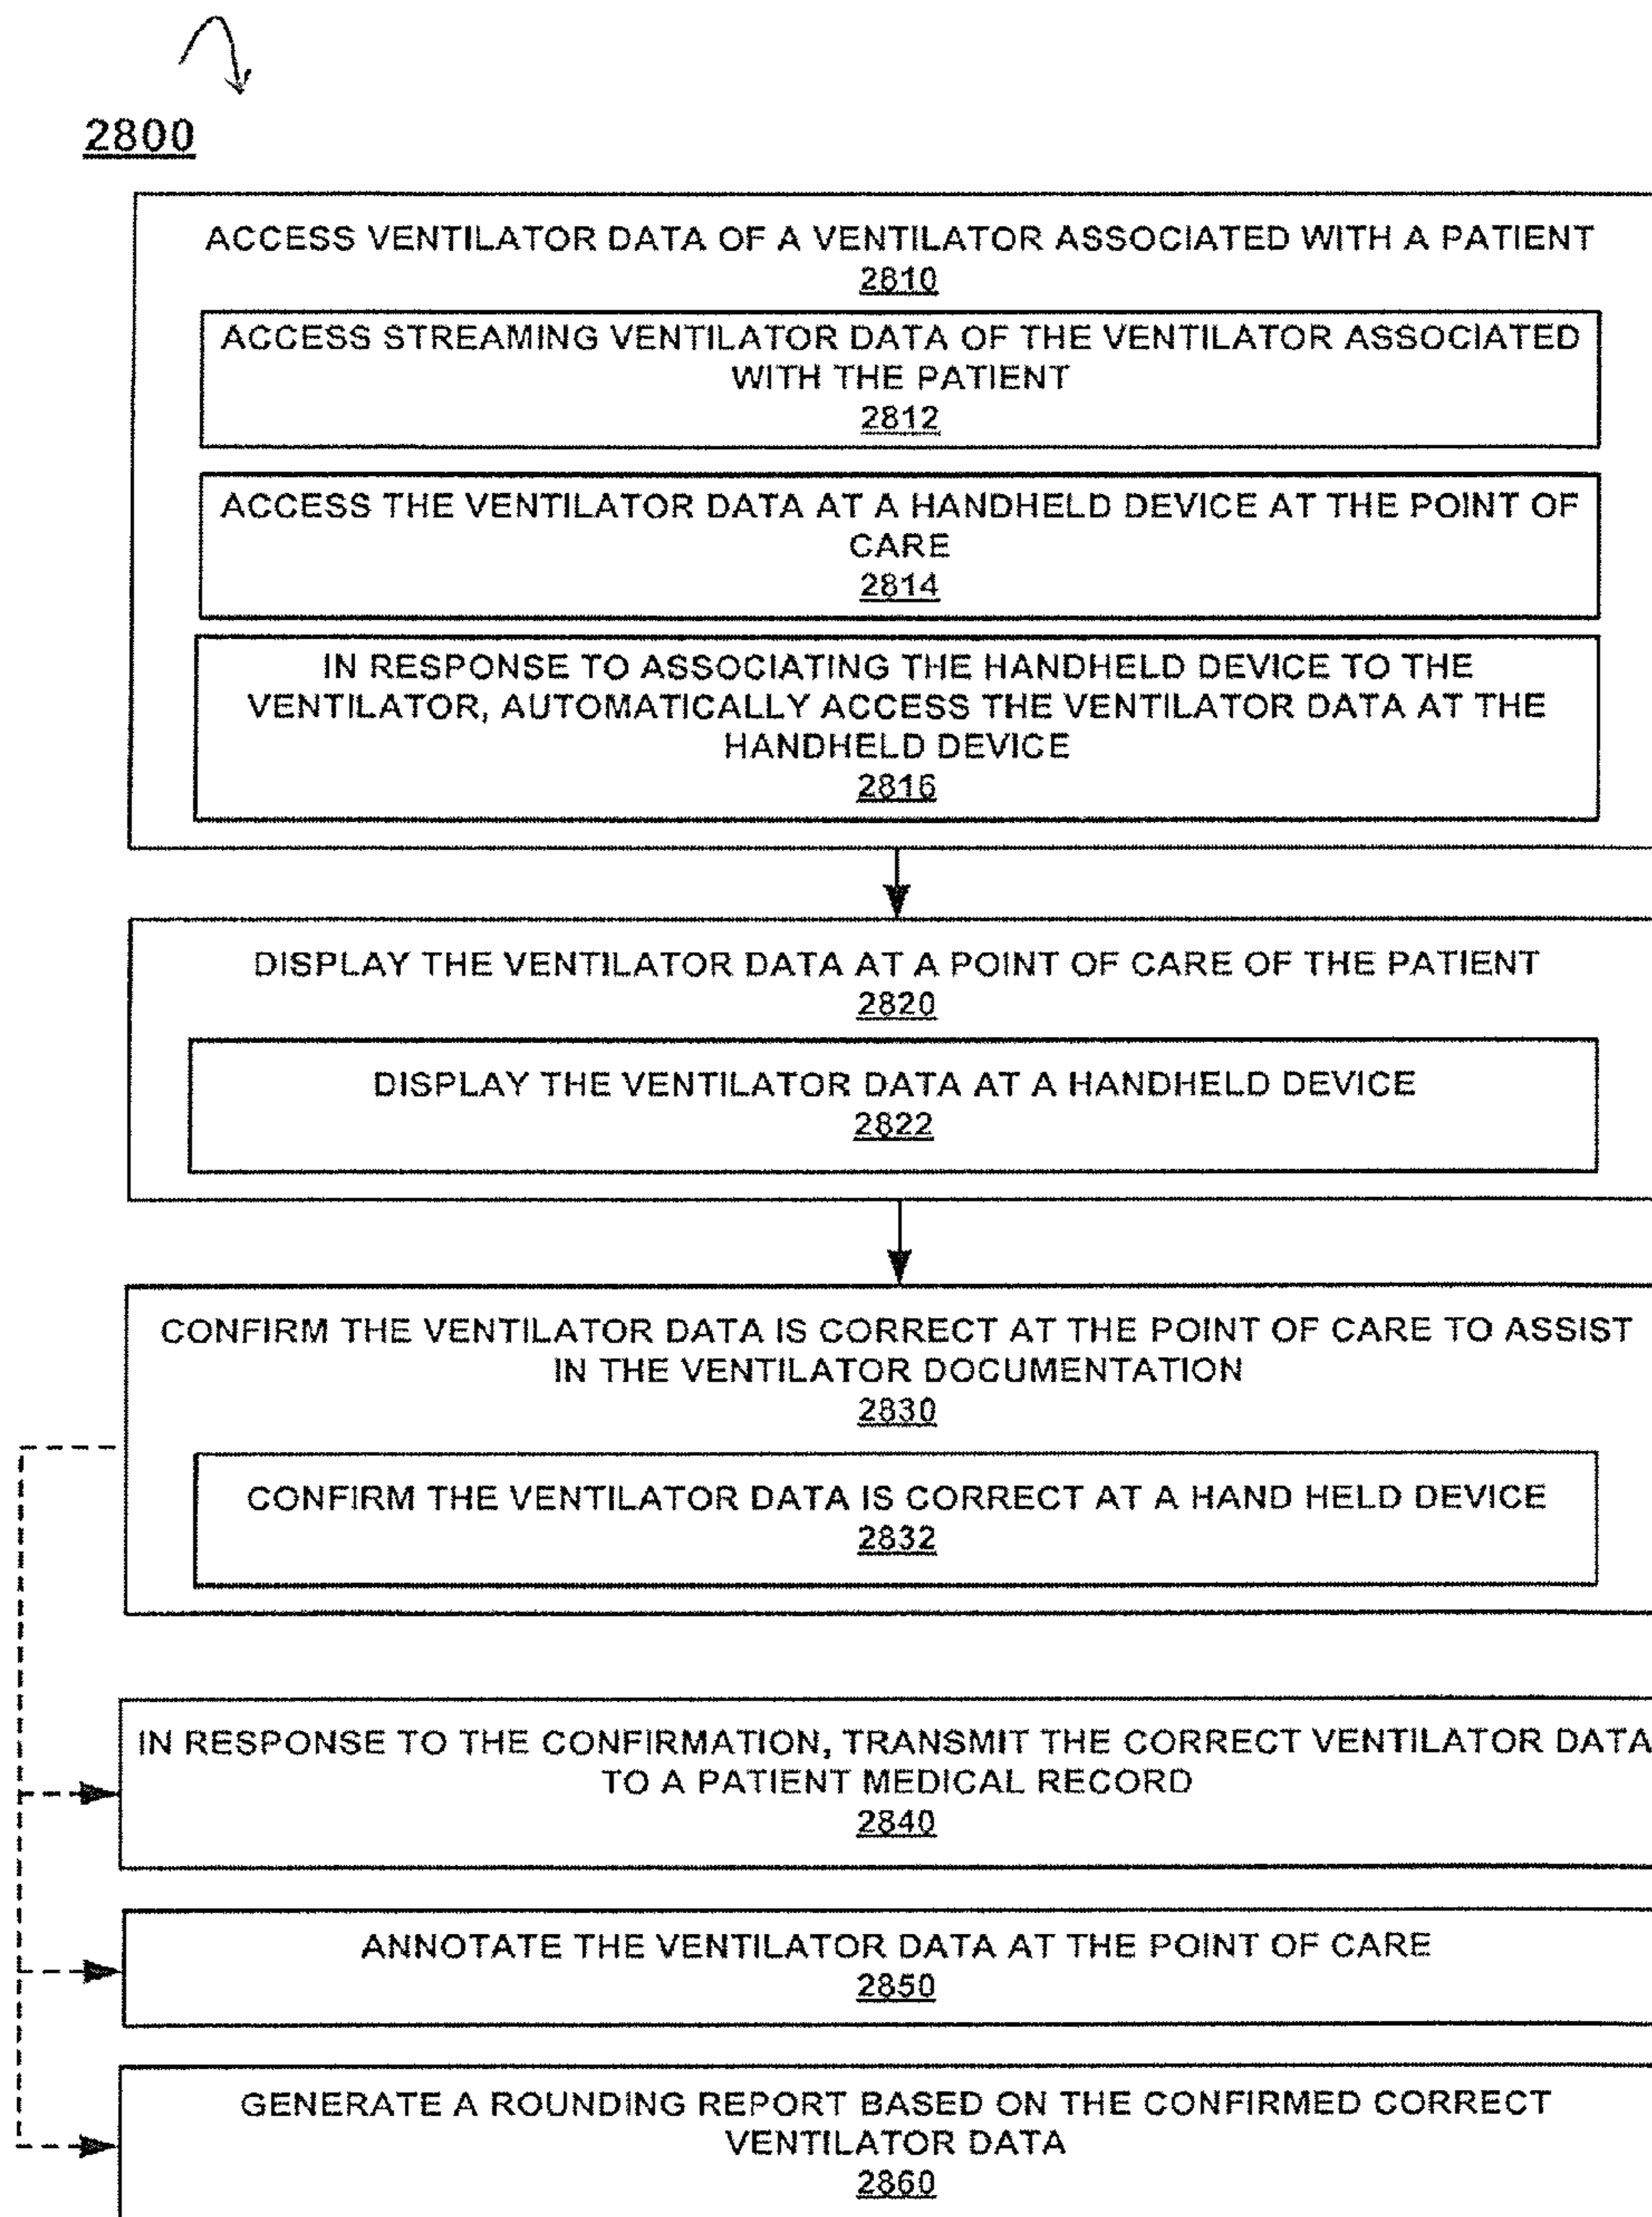 2800
ACCESS VENTILATOR DATA OF A VENTILATOR ASSOCIATED WITH A PATIENT
2810
ACCESS STREAMING VENTILATOR DATA OF THE VENTILATOR ASSOCIATED
WITH THE PATIENT
2812
ACCESS THE VENTILATOR DATA AT A HANDHELD DEVICE AT THE POINT OF
CARE
2814
IN RESPONSE TO ASSOCIATING THE HANDHELD DEVICE TO THE
VENTILATOR, AUTOMATICALLY ACCESS THE VENTILATOR DATA AT THE
HANDHELD DEVICE
2816
DISPLAY THE VENTILATOR DATA AT A POINT OF CARE OF THE PATIENT
2820
DISPLAY THE VENTILATOR DATA AT A HANDHELD DEVICE
2822
CONFIRM THE VENTILATOR DATA IS CORRECT AT THE POINT OF CARE TO ASSIST
IN THE VENTILATOR DOCUMENTATION
2830
CONFIRM THE VENTILATOR DATA IS CORRECT AT A HAND HELD DEVICE
2832
IN RESPONSE TO THE CONFIRMATION, TRANSMIT THE CORRECT VENTILATOR DATA
TO A PATIENT MEDICAL RECORD
2840
ANNOTATE THE VENTILATOR DATA AT THE POINT OF CARE
2850
GENERATE A ROUNDING REPORT BASED ON THE CONFIRMED CORRECT
VENTILATOR DATA
2860